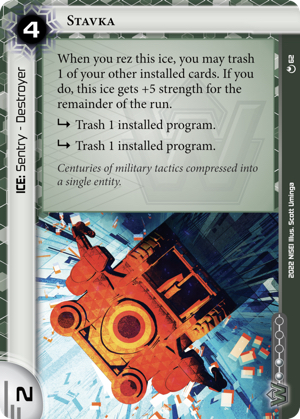 4
STAVKA
When you rez this ice, you may trash
1 of your other installed cards. If you
do, this ice gets +5 strength for the
remainder of the run.
↳ Trash 1 installed program.
↳ Trash 1 installed program.
Centuries of military tactics compressed into
a single entity.
ICE: Sentry - Destroyer
62
2022 NISEI Illus. Scott Uminga
2